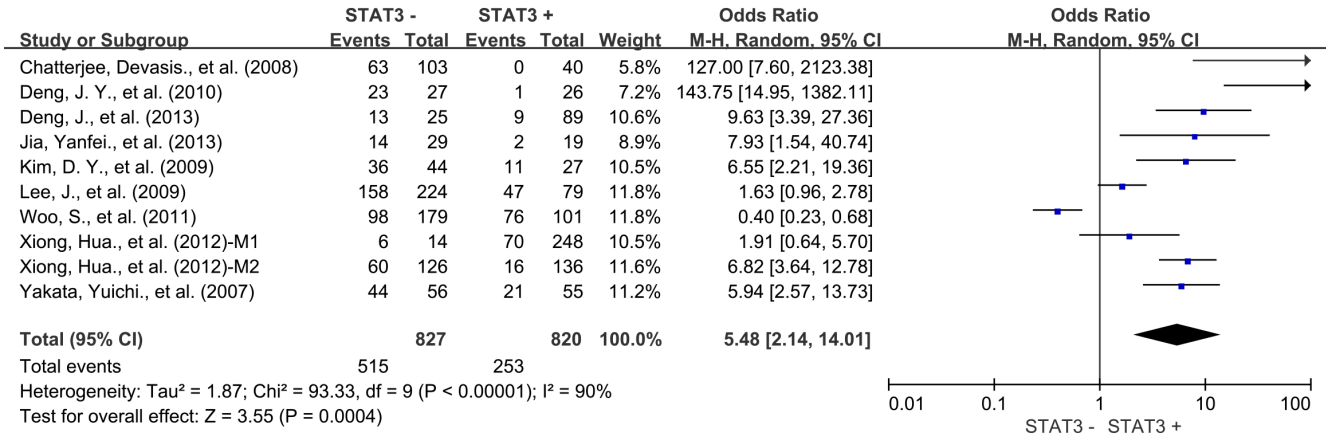 STAT3 - STAT3 + Odds Ratio Odds Ratio
Study or Subgroup Events Total Events Total Weight M-H, Random, 95% CI M-H, Random, 95% CI
Chatterjee, Devasis., et al. (2008) 63 103 0 40 5.8% 127.00 [7.60, 2123.38]
Deng, J. Y., et al. (2010) 23 27 1 26 7.2% 143.75 [14.95, 1382.11]
Deng, J., et al. (2013) 13 25 9 89 10.6% 9.63 [3.39, 27.36]
Jia, Yanfei., et al. (2013) 14 29 2 19 8.9% 7.93 [1.54, 40.74]
Kim, D. Y., et al. (2009) 36 44 11 27 10.5% 6.55 [2.21, 19.36]
Lee, J., et al. (2009) 158 224 47 79 11.8% 1.63 [0.96, 2.78]
Woo, S., et al. (2011) 98 179 76 101 11.8% 0.40 [0.23, 0.68]
Xiong, Hua., et al. (2012)-M1 6 14 70 248 10.5% 1.91 [0.64, 5.70]
Xiong, Hua., et al. (2012)-M2 60 126 16 136 11.6% 6.82 [3.64, 12.78]
Yakata, Yuichi., et al. (2007) 44 56 21 55 11.2% 5.94 [2.57, 13.73]
Total (95% CI) 827 820 100.0% 5.48 [2.14, 14.01]
Total events 515 253
Heterogeneity: Tau² = 1.87; Chi² = 93.33, df = 9 (P < 0.00001); I² = 90%
Test for overall effect: Z = 3.55 (P = 0.0004)
0.01 0.1 1 10 100
STAT3 - STAT3 +